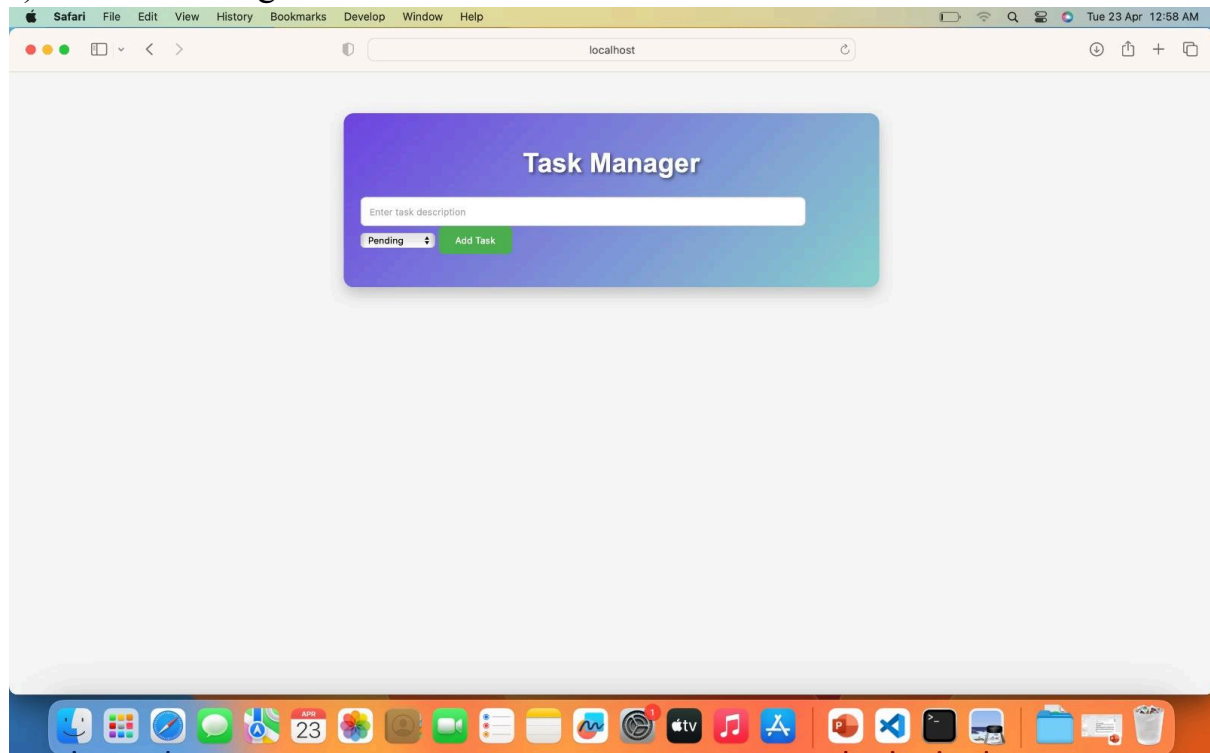 Safari File Edit View History Bookmarks Develop Window Help Tue 23 Apr 12:58 AM
localhost
Task Manager
Enter task description
Pending Add Task
APR
23
1
tv